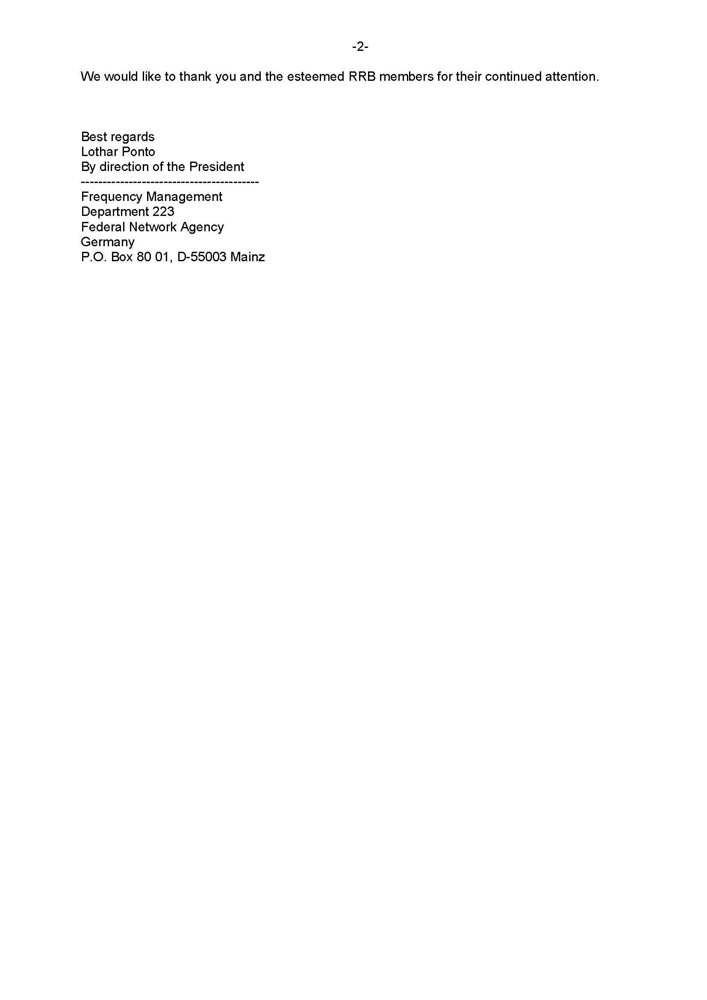 -2-
We would like to thank you and the esteemed RRB members for their continued attention.
Best regards
Lothar Ponto
By direction of the President
-----------------------------------------
Frequency Management
Department 223
Federal Network Agency
Germany
P.O. Box 80 01, D-55003 Mainz